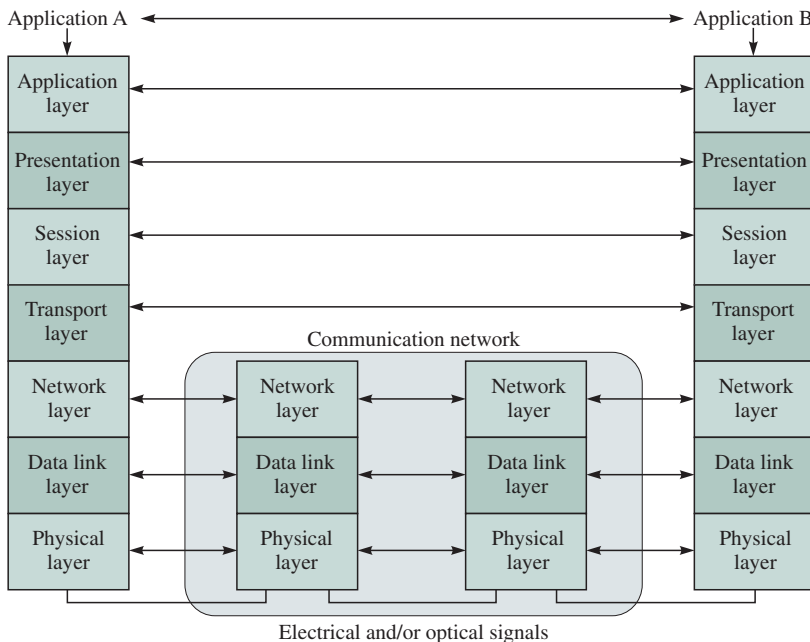 Application A
Application B
Application
layer
Application
layer
Presentation
layer
Presentation
layer
Session
layer
Session
layer
Transport
layer
Transport
layer
Communication network
Network
layer
Network
layer
Network
layer
Network
layer
Data link
layer
Data link
layer
Data link
layer
Data link
layer
Physical
layer
Physical
layer
Physical
layer
Physical
layer
Electrical and/or optical signals